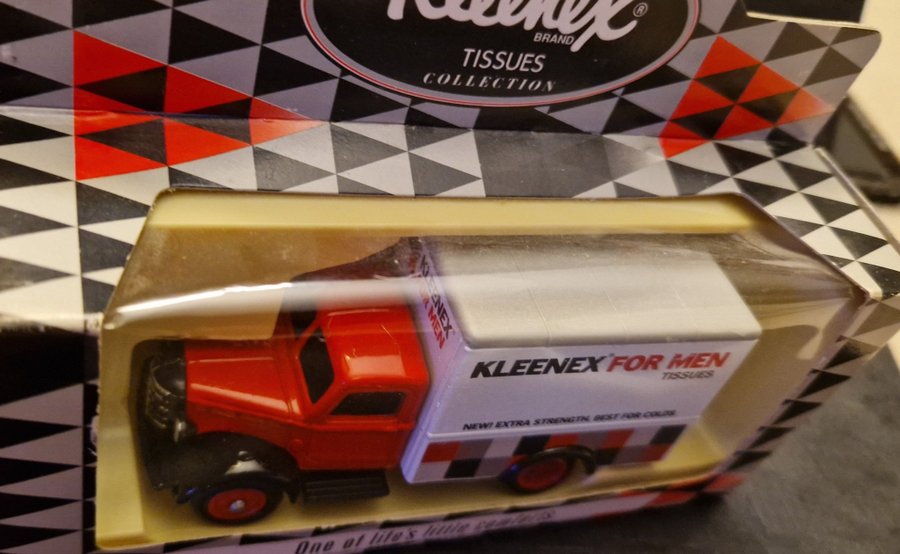 Kleenex®
BRAND
TISSUES
COLLECTION
KLEENEX
FOR MEN
KLEENEX™ FOR MEN
TISSUES.
NEW! EXTRA STRENGTH. BEST FOR COLDS.
One of life's little comforts